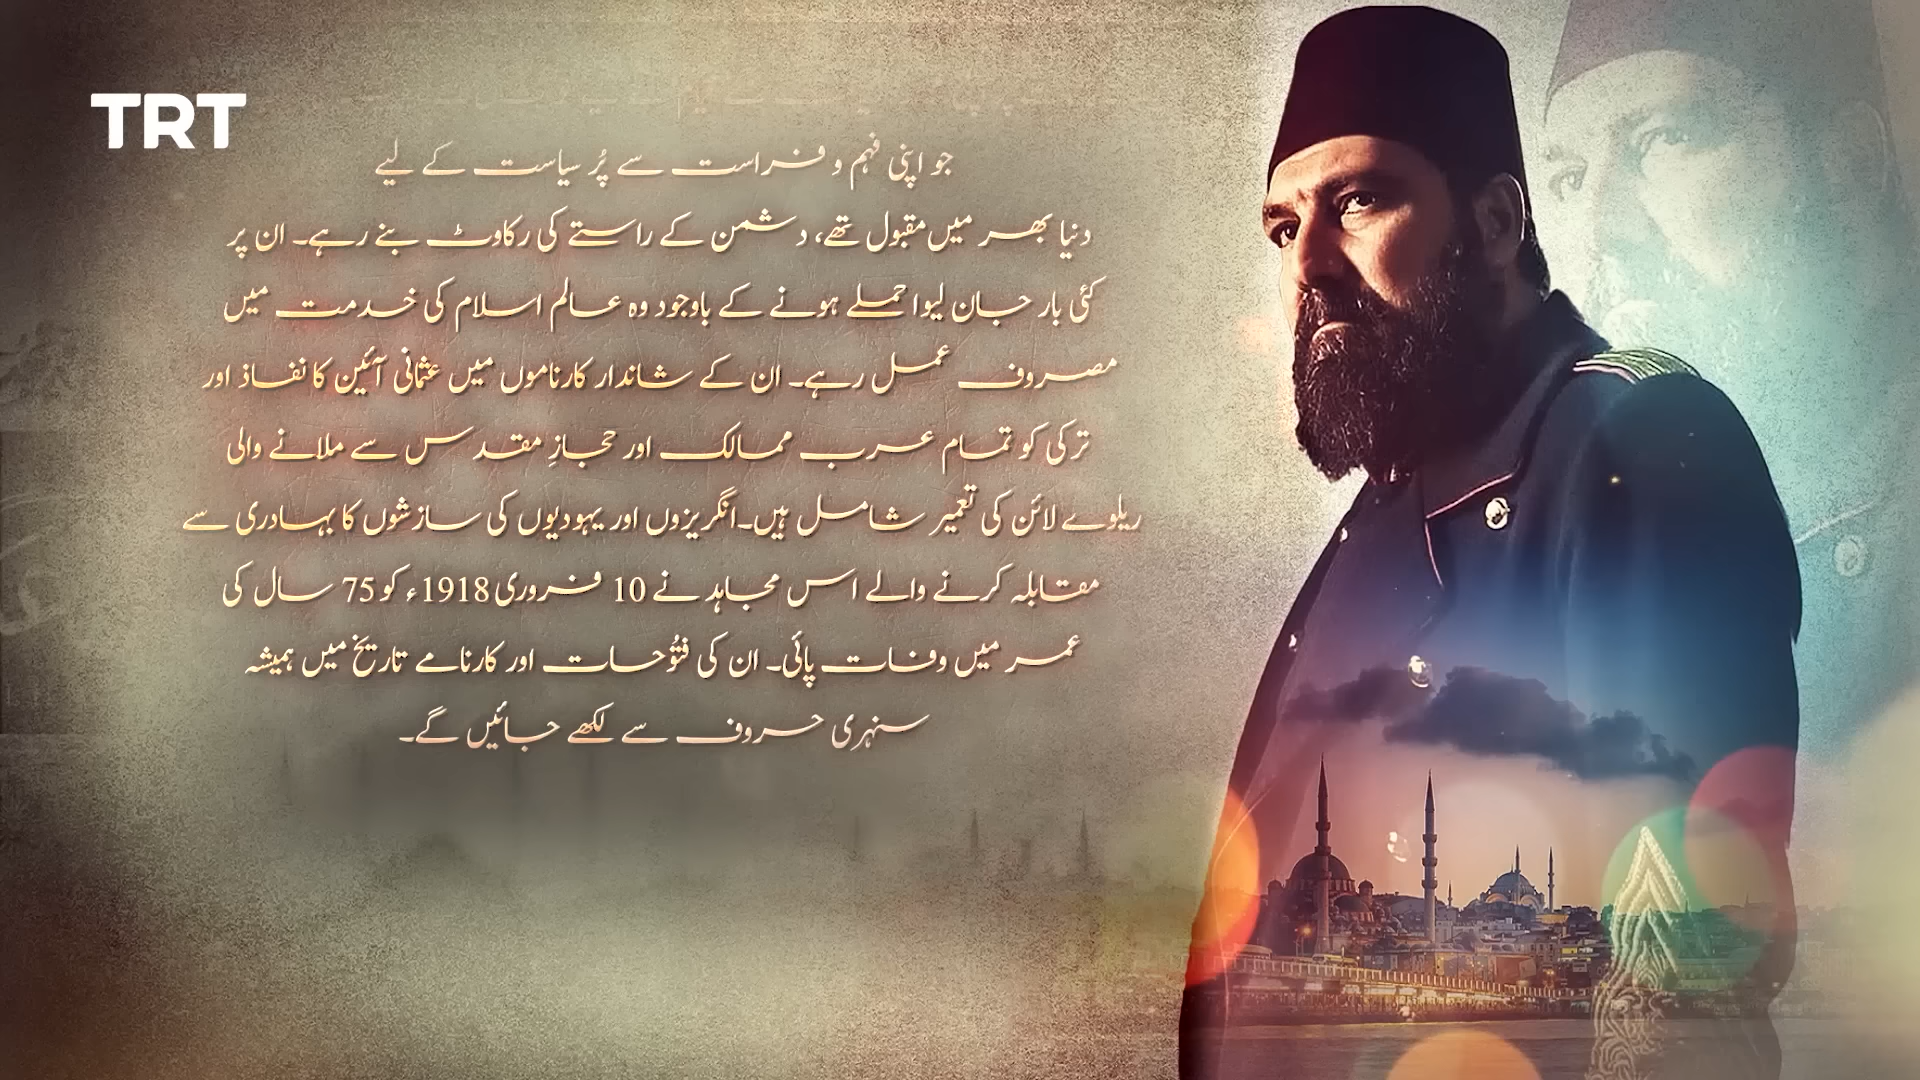 TRT
جو اپنی فہم و فراست سے پُر سیاست کے لیے
دنیا بھر میں مقبول تھے، دشمن کے راستے کی رکاوٹ بنے رہے۔ ان پر
کئی بار جان لیوا حملے ہونے کے باوجود وہ عالم اسلام کی خدمت میں
مصروف عمل رہے۔ ان کے شاندار کارناموں میں عثمانی آئین کا نفاذ اور
ترکی کو تمام عرب ممالک اور حجازِ مقدس سے ملانے والی
ریلوے لائن کی تعمیر شامل ہیں۔انگریزوں اور یہودیوں کی سازشوں کا بہادری سے
مقابلہ کرنے والے اس مجاہد نے 10 فروری 1918ء کو 75 سال کی
عمر میں وفات پائی۔ ان کی فتُوحات اور کارنامے تاریخ میں ہمیشہ
سنہری حروف سے لکھے جائیں گے۔